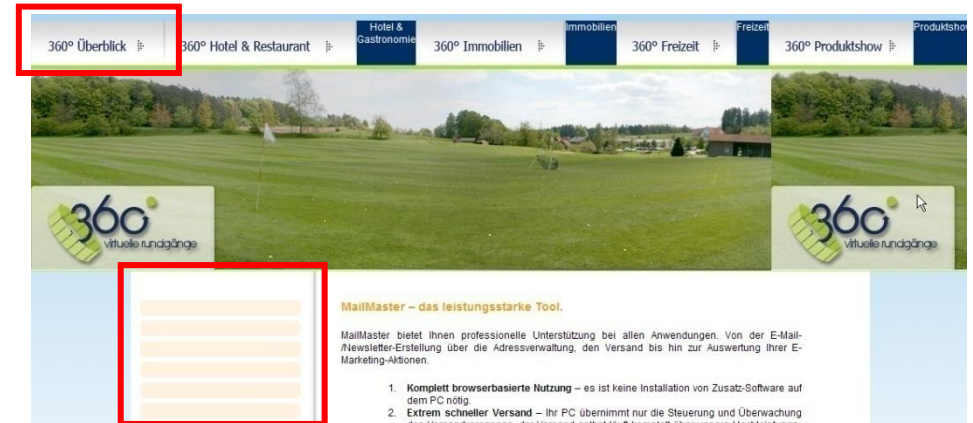 360° Überblick
360° Hotel & Restaurant
Hotel &
Gastronomie
360° Immobilien
Immobilien
360° Freizeit
Freizeit
360° Produktshow
Produktshow
360°
virtuelle rundgänge
360°
virtuelle rundgänge
MailMaster – das leistungsstarke Tool.
MailMaster bietet Ihnen professionelle Unterstützung bei allen Anwendungen. Von der E-Mail-
/Newsletter-Erstellung über die Adressverwaltung, den Versand bis hin zur Auswertung Ihrer E-
Marketing-Aktionen.
1. Komplett browserbasierte Nutzung – es ist keine Installation von Zusatz-Software auf
dem PC nötig.
2. Extrem schneller Versand – Ihr PC übernimmt nur die Steuerung und Überwachung